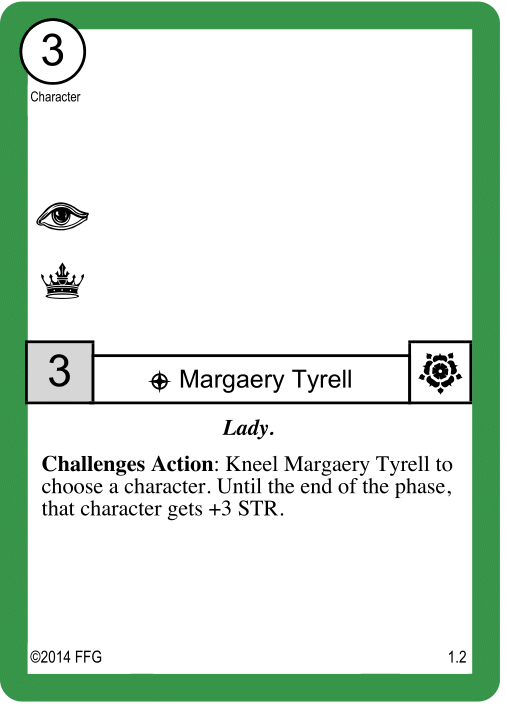 3
Character
3
Margaery Tyrell
Lady.
Challenges Action: Kneel Margaery Tyrell to
choose a character. Until the end of the phase,
that character gets +3 STR.
©2014 FFG
1.2